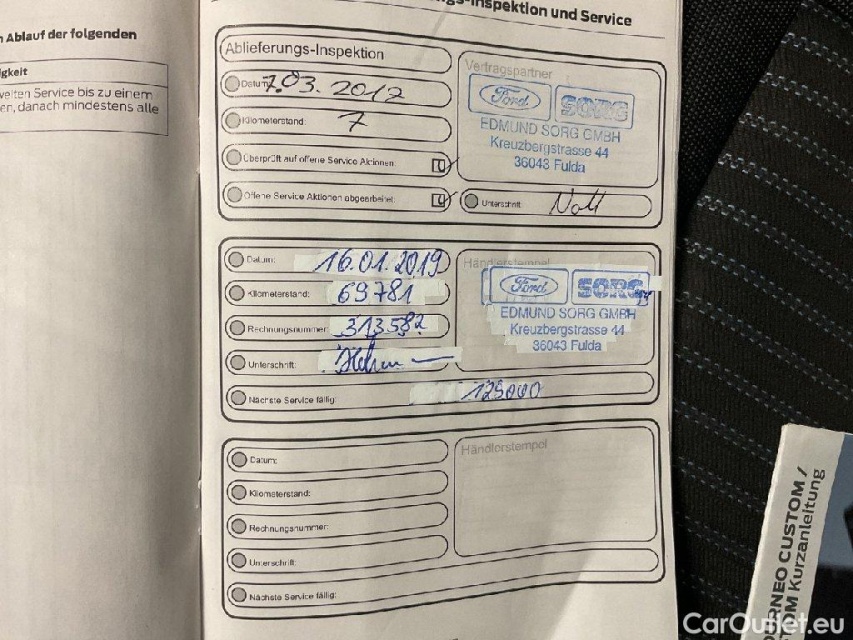 n Ablauf der folgenden
gkeit
weiten Service bis zu einem
en, danach mindestens alle
gs-Inspektion und Service
Ablieferungs-Inspektion
Datum: 7.03. 2012
Kilometerstand: 7
Überprüft auf offene Service Aktionen:
Offene Service Aktionen abgearbeitet:
Vertragspartner
Ford SORG
EDMUND SORG GMBH
Kreuzbergstrasse 44
36043 Fulda
Unterschrift:
Datum: 16.01.2019
Kilometerstand: 69781
Rechnungsnummer: 313582
Unterschrift:
Nächste Service fällig: 129000
Händlerstempel
Ford SORG
EDMUND SORG GMBH
Kreuzbergstrasse 44
36043 Fulda
Datum:
Kilometerstand:
Rechnungsnummer:
Unterschrift:
Nächste Service fällig:
Händlerstempel
RNEO CUSTOM /
OM Kurzanleitung
CarOutlet.eu